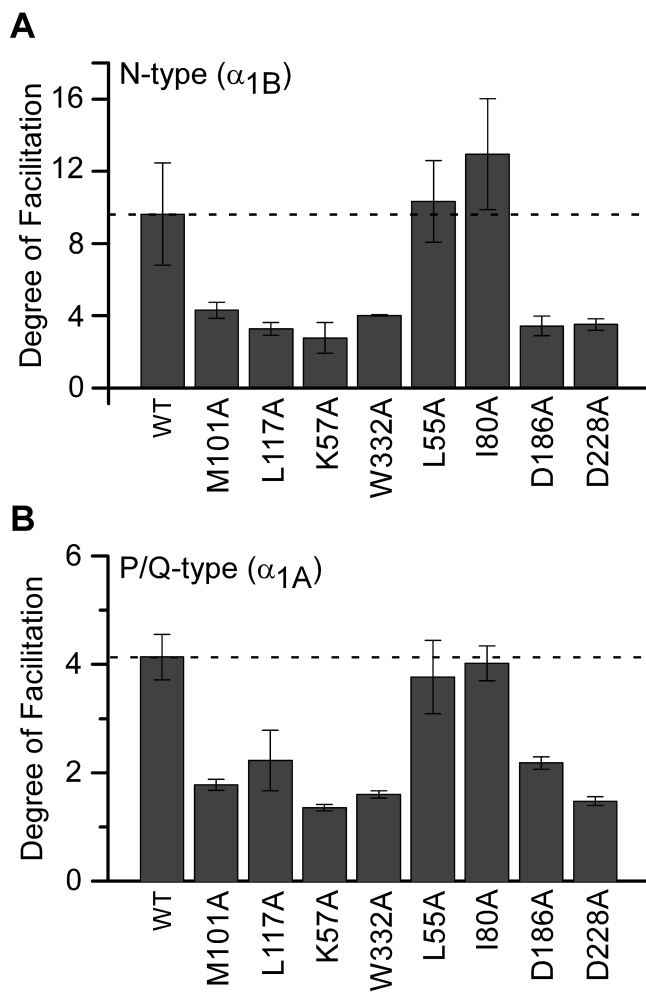 A
N-type (α1B)
Degree of Facilitation
16
12
8
4
0
WT
M101A
L117A
K57A
W332A
L55A
I80A
D186A
D228A
B
P/Q-type (α1A)
Degree of Facilitation
6
4
2
0
WT
M101A
L117A
K57A
W332A
L55A
I80A
D186A
D228A